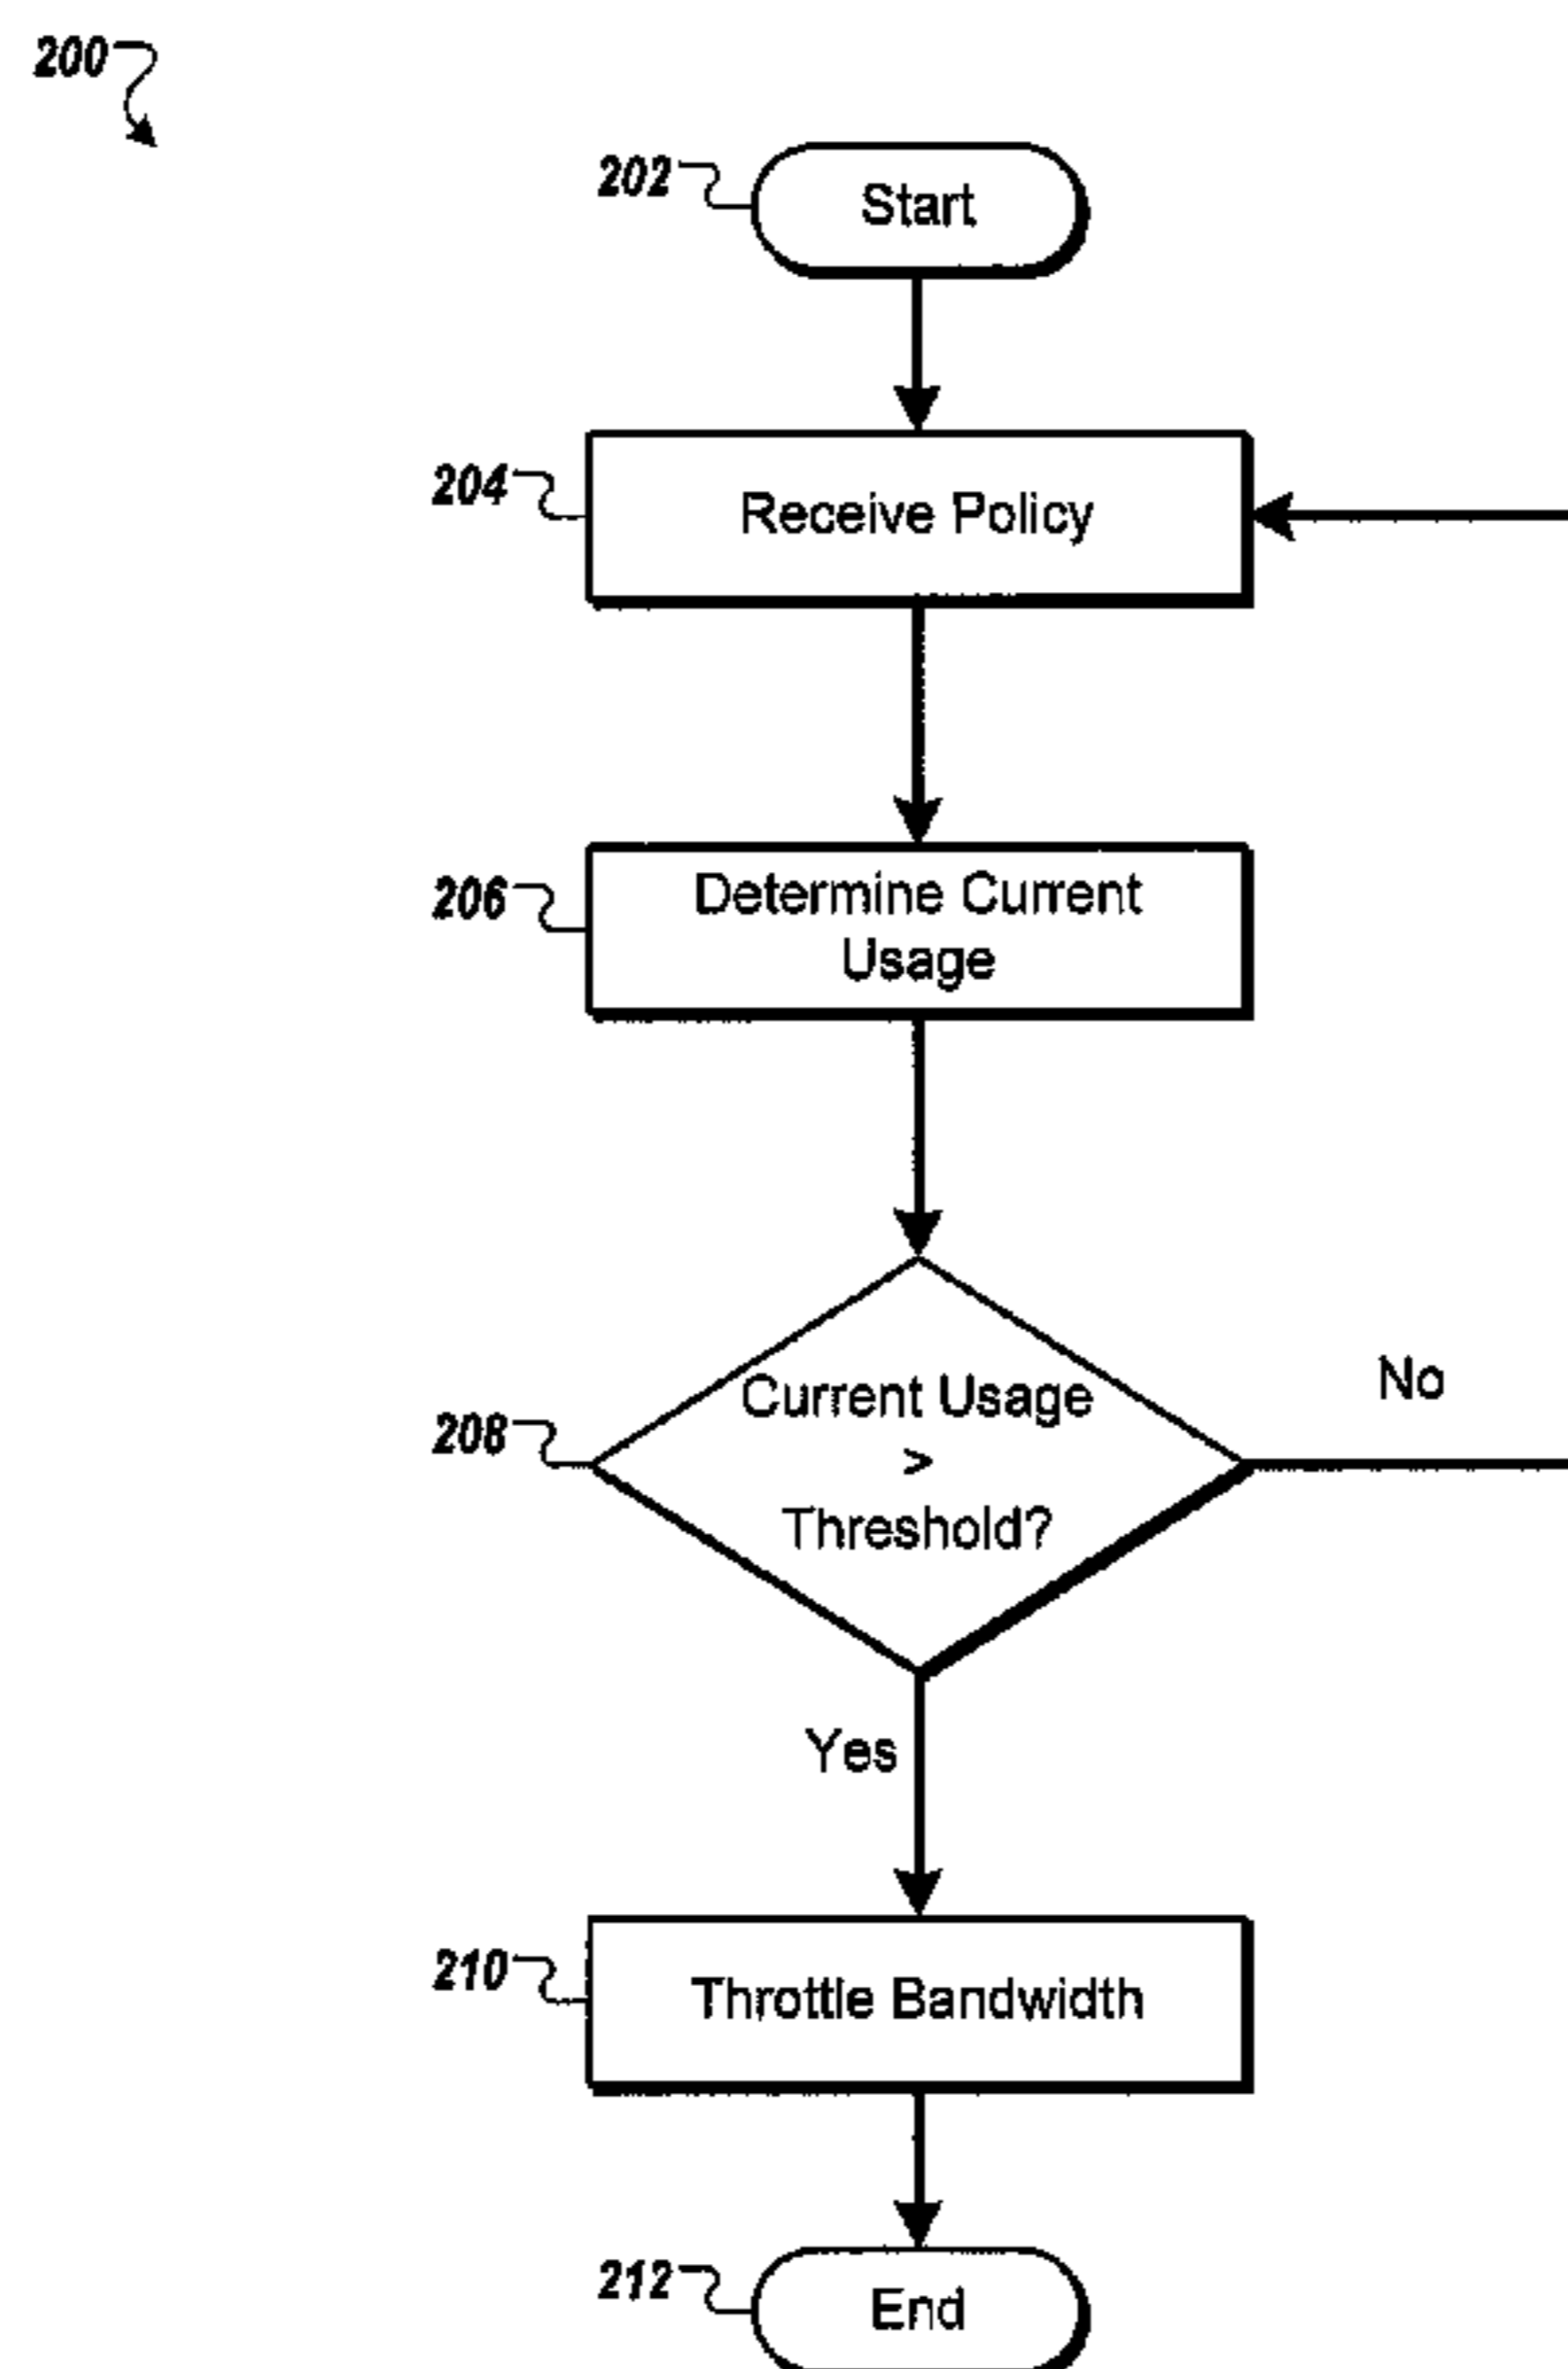 200
202
Start
204
Receive Policy
206
Determine Current
Usage
208
Current Usage
>
Threshold?
No
Yes
210
Throttle Bandwidth
212
End